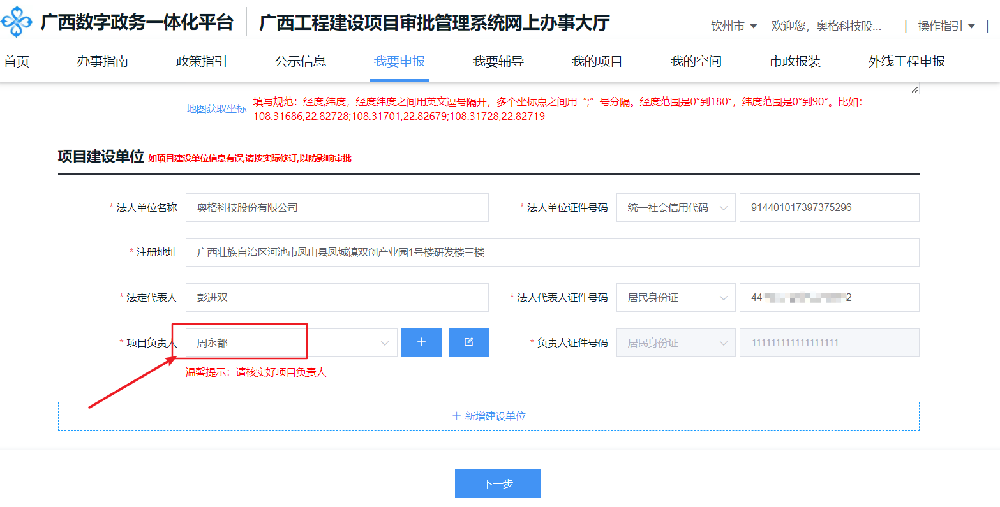 广西数字政务一体化平台 广西工程建设项目审批管理系统网上办事大厅 钦州市 欢迎您，奥格科技股... | 操作指引 |
首页 办事指南 政策指引 公示信息 我要申报 我要辅导 我的项目 我的空间 市政报装 外线工程申报
地图获取坐标 填写规范：经度,纬度，经度纬度之间用英文逗号隔开，多个坐标点之间用“;”号分隔。经度范围是0°到180°，纬度范围是0°到90°。比如：
108.31686,22.82728;108.31701,22.82679;108.31728,22.82719
项目建设单位 如项目建设单位信息有误,请按实际修订,以防影响审批
* 法人单位名称 奥格科技股份有限公司 * 法人单位证件号码 统一社会信用代码 914401017397375296
* 注册地址 广西壮族自治区河池市凤山县凤城镇双创产业园1号楼研发楼三楼
* 法定代表人 彭进双 * 法人代表人证件号码 居民身份证 44 2
* 项目负责人 周永都 + * 负责人证件号码 居民身份证 111111111111111111
温馨提示：请核实好项目负责人
+ 新增建设单位
下一步